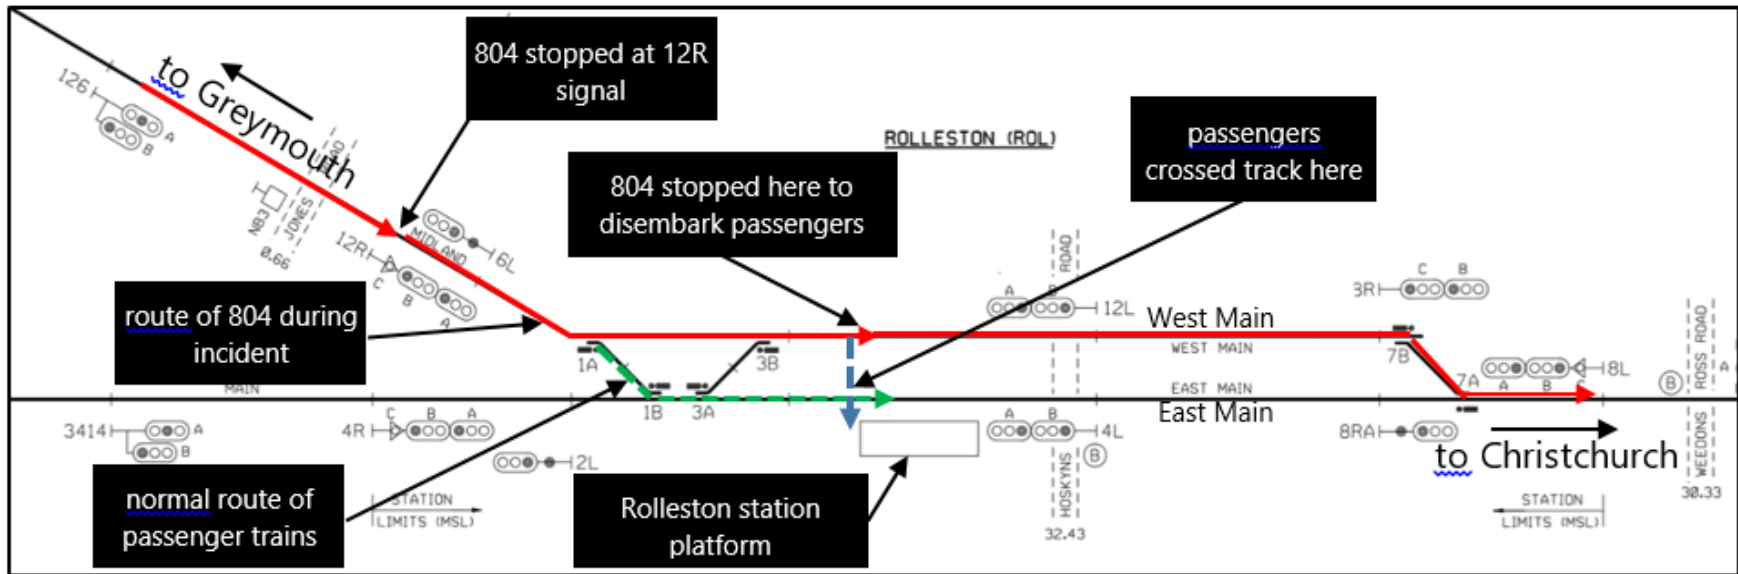 804 stopped at 12R
signal
to Greymouth
126
A
B
ROAD
JONES
NB3
0.66
ROLLESTON (ROL)
passengers
crossed track here
804 stopped here to
disembark passengers
MIDLAND
6L
12R
C
B
A
route of 804 during
incident
MAIN
ROAD
A
B
12L
West Main
WEST MAIN
3R
C
B
1A
3B
7B
7A
8L
A
B
C
B
ROSS ROAD
A
EAST MAIN
1B
3A
East Main
3414
A
B
4R
C
B
A
2L
A
B
4L
HOSKYNS
B
32.43
8RA
to Christchurch
WEEDONS
30.33
normal route of
passenger trains
STATION
LIMITS (MSL)
Rolleston station
platform
STATION
LIMITS (MSL)